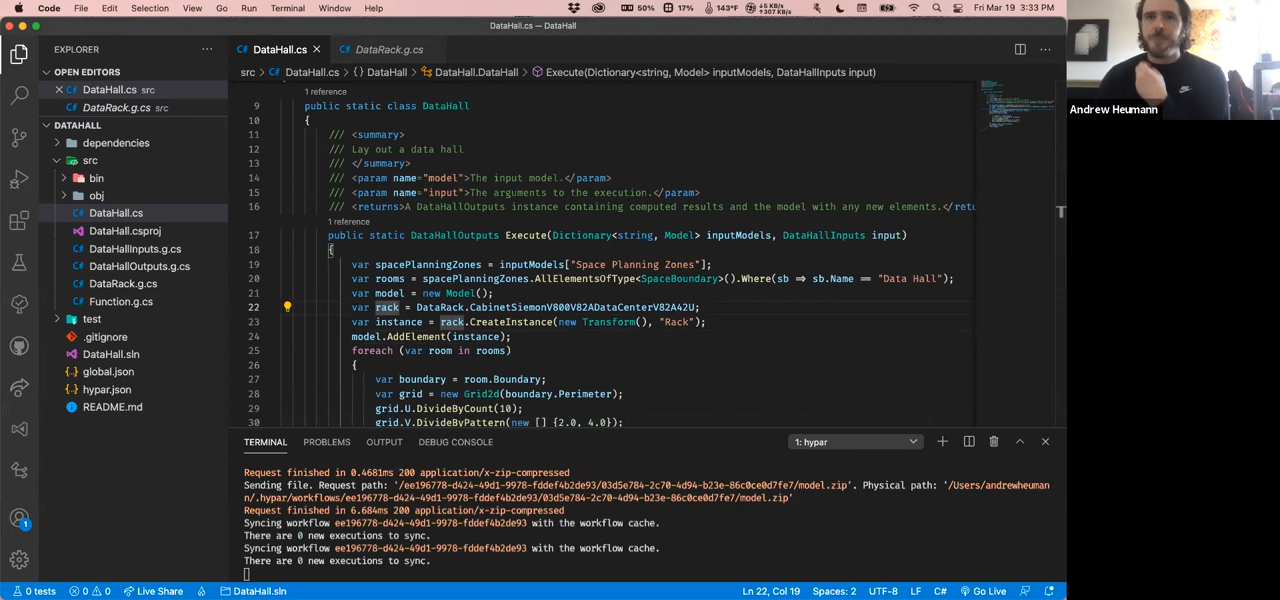 Code File Edit Selection View Go Run Terminal Window Help 50% 17% 143°F ↓5 KB/s ↑307 KB/s Fri Mar 19 3:33 PM
DataHall.cs — DataHall
EXPLORER
OPEN EDITORS
DataHall.cs src
DataRack.g.cs src
DATAHALL
dependencies
src
bin
obj
DataHall.cs
DataHall.csproj
DataHallInputs.g.cs
DataHallOutputs.g.cs
DataRack.g.cs
Function.g.cs
test
.gitignore
DataHall.sln
global.json
hypar.json
README.md
DataHall.cs DataRack.g.cs
src > DataHall.cs > {} DataHall > DataHall.DataHall > Execute(Dictionary<string, Model> inputModels, DataHallInputs input)
1 reference
9 public static class DataHall
10 {
11 /// <summary>
12 /// Lay out a data hall
13 /// </summary>
14 /// <param name="model">The input model.</param>
15 /// <param name="input">The arguments to the execution.</param>
16 /// <returns>A DataHallOutputs instance containing computed results and the model with any new elements.</retu
1 reference
17 public static DataHallOutputs Execute(Dictionary<string, Model> inputModels, DataHallInputs input)
18 {
19 var spacePlanningZones = inputModels["Space Planning Zones"];
20 var rooms = spacePlanningZones.AllElementsOfType<SpaceBoundary>().Where(sb => sb.Name == "Data Hall");
21 var model = new Model();
22 var rack = DataRack.CabinetSiemonV800V82ADataCenterV82A42U;
23 var instance = rack.CreateInstance(new Transform(), "Rack");
24 model.AddElement(instance);
25 foreach (var room in rooms)
26 {
27 var boundary = room.Boundary;
28 var grid = new Grid2d(boundary.Perimeter);
29 grid.U.DivideByCount(10);
30 grid.V.DivideByPattern(new [] {2.0, 4.0});
TERMINAL PROBLEMS OUTPUT DEBUG CONSOLE 1: hypar
Request finished in 0.4681ms 200 application/x-zip-compressed
Sending file. Request path: '/ee196778-d424-49d1-9978-fddef4b2de93/03d5e784-2c70-4d94-b23e-86c0ce0d7fe7/model.zip'. Physical path: '/Users/andrewheuman
n/.hypar/workflows/ee196778-d424-49d1-9978-fddef4b2de93/03d5e784-2c70-4d94-b23e-86c0ce0d7fe7/model.zip'
Request finished in 6.684ms 200 application/x-zip-compressed
Syncing workflow ee196778-d424-49d1-9978-fddef4b2de93 with the workflow cache.
There are 0 new executions to sync.
Syncing workflow ee196778-d424-49d1-9978-fddef4b2de93 with the workflow cache.
There are 0 new executions to sync.
1
0 tests 0 0 Live Share DataHall.sln Ln 22, Col 19 Spaces: 2 UTF-8 LF C# Go Live
Andrew Heumann